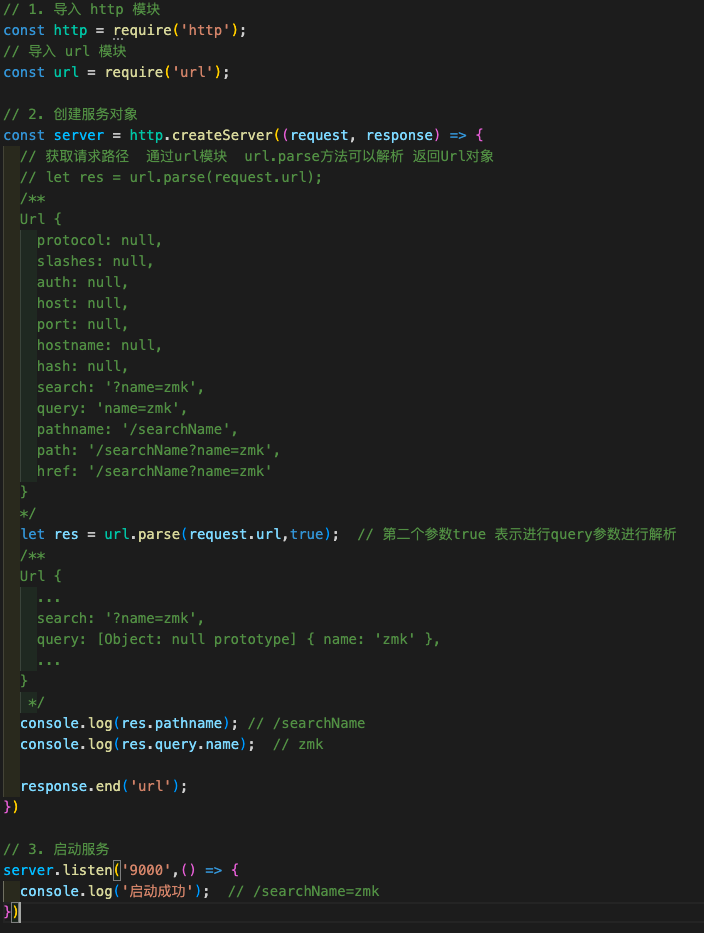 // 1. 导入 http 模块
const http = require('http');
// 导入 url 模块
const url = require('url');
// 2. 创建服务对象
const server = http.createServer((request, response) => {
// 获取请求路径  通过url模块  url.parse方法可以解析 返回Url对象
// let res = url.parse(request.url);
/**
Url {
protocol: null,
slashes: null,
auth: null,
host: null,
port: null,
hostname: null,
hash: null,
search: '?name=zmk',
query: 'name=zmk',
pathname: '/searchName',
path: '/searchName?name=zmk',
href: '/searchName?name=zmk'
}
*/
let res = url.parse(request.url,true);  // 第二个参数true 表示进行query参数进行解析
/**
Url {
...
search: '?name=zmk',
query: [Object: null prototype] { name: 'zmk' },
...
}
*/
console.log(res.pathname); // /searchName
console.log(res.query.name);  // zmk
response.end('url');
})
// 3. 启动服务
server.listen('9000',() => {
console.log('启动成功');  // /searchName=zmk
})